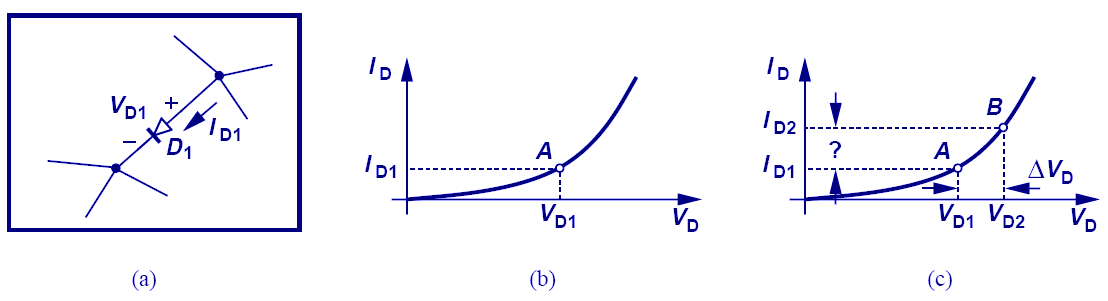 V D1
+
−
D 1
I D1
(a)
I D
I D1
A
V D1
V D
(b)
I D
I D2
?
I D1
A
B
ΔV D
V D1
V D2
V D
(c)